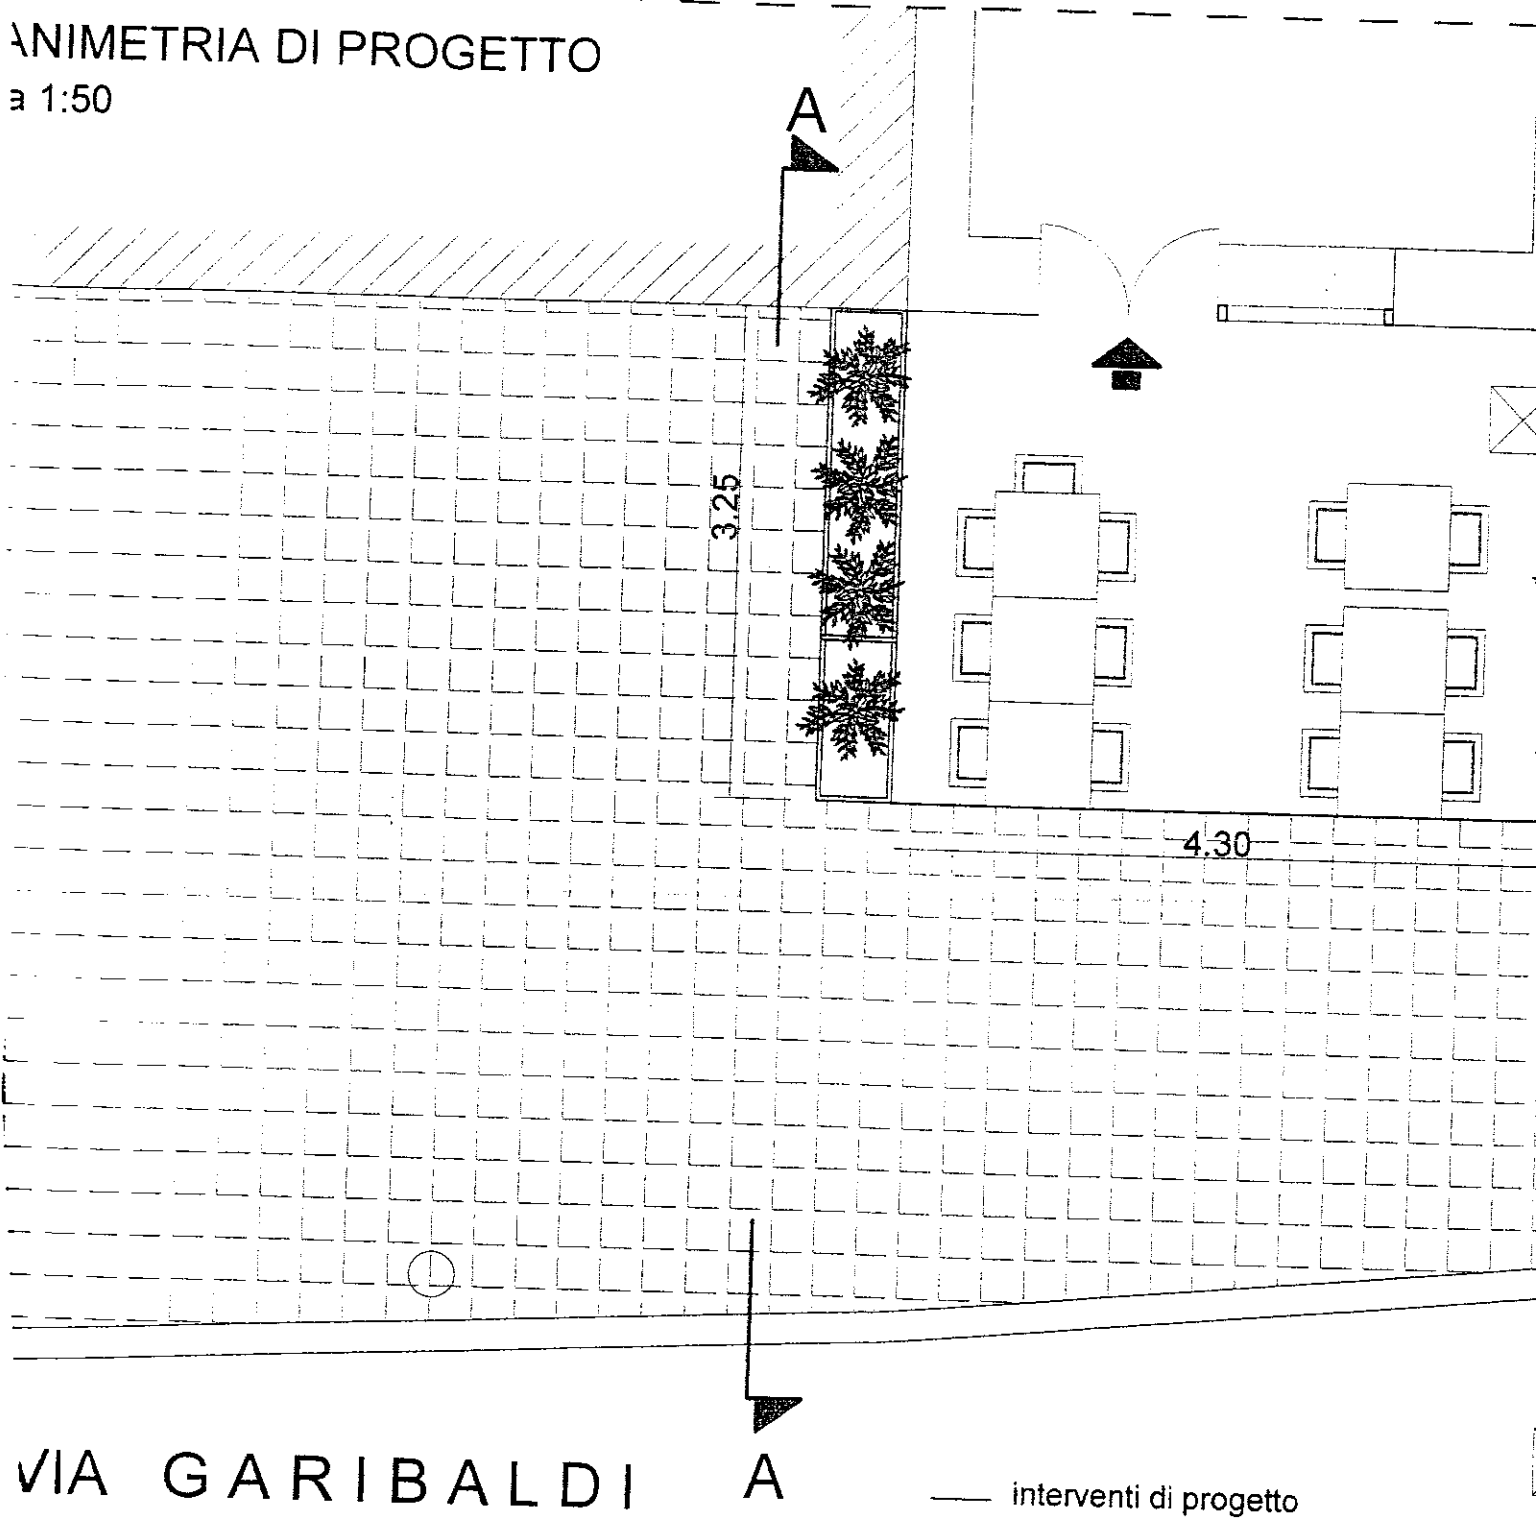 ANIMETRIA DI PROGETTO
a 1:50
A
3.25
4.30
VIA GARIBALDI
A
interventi di progetto